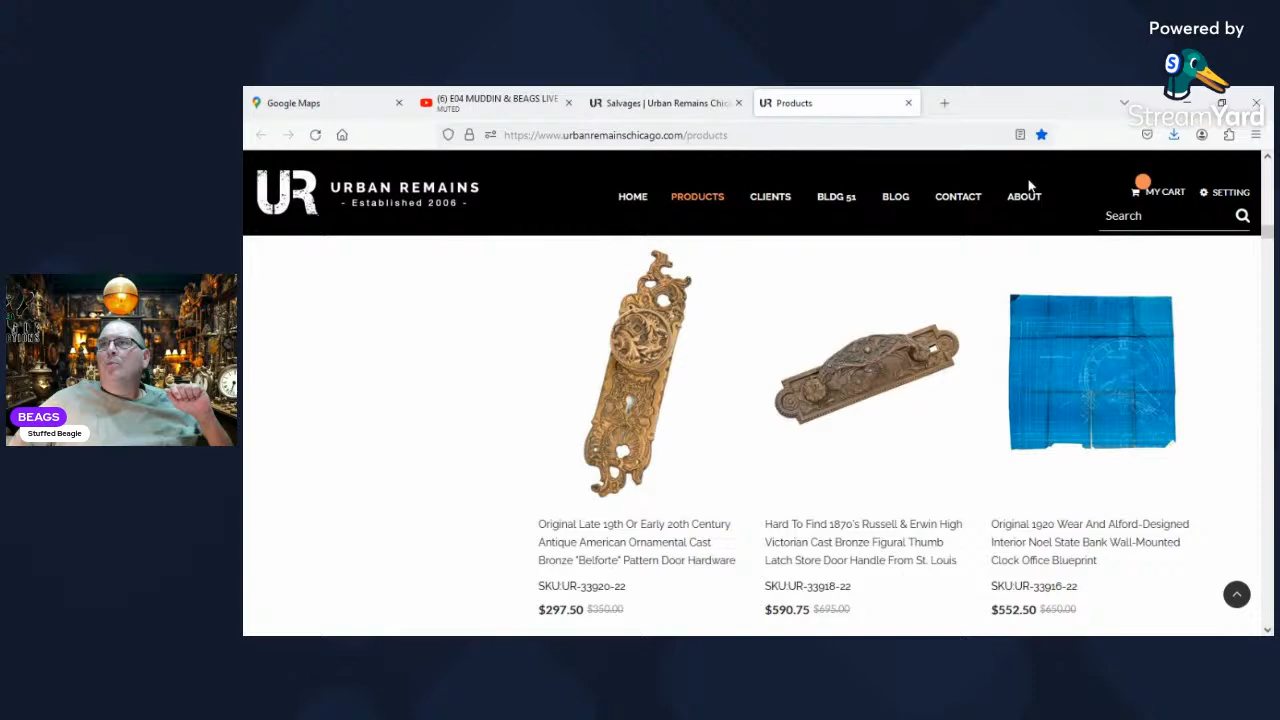 Powered by
S
StreamYard
Google Maps
(6) E04 MUDDIN & BEAGS LIVE
MUTED
UR Salvages | Urban Remains Chic
UR Products
https://www.urbanremainschicago.com/products
UR
URBAN REMAINS
- Established 2006 -
HOME PRODUCTS CLIENTS BLDG 51 BLOG CONTACT ABOUT
MY CART SETTING
Search
BEAGS
Stuffed Beagle
Original Late 19th Or Early 20th Century
Antique American Ornamental Cast
Bronze "Belforte" Pattern Door Hardware
SKU:UR-33920-22
$297.50 $350.00
Hard To Find 1870's Russell & Erwin High
Victorian Cast Bronze Figural Thumb
Latch Store Door Handle From St. Louis
SKU:UR-33918-22
$590.75 $695.00
Original 1920 Wear And Alford-Designed
Interior Noel State Bank Wall-Mounted
Clock Office Blueprint
SKU:UR-33916-22
$552.50 $650.00